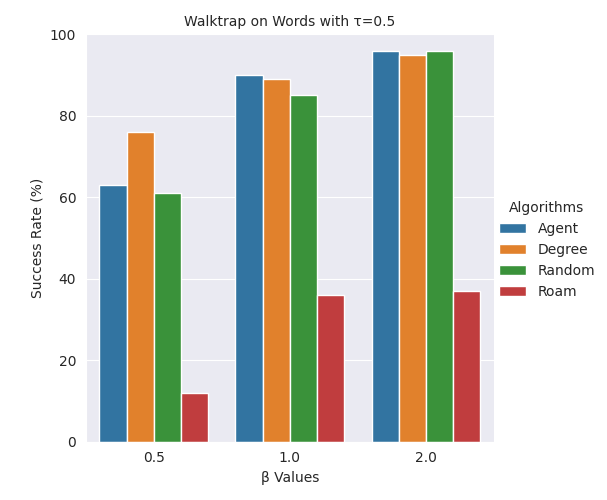 Walktrap on Words with τ=0.5
100
80
60
40
20
0
Success Rate (%)
0.5 1.0 2.0
β Values
Algorithms
Agent
Degree
Random
Roam